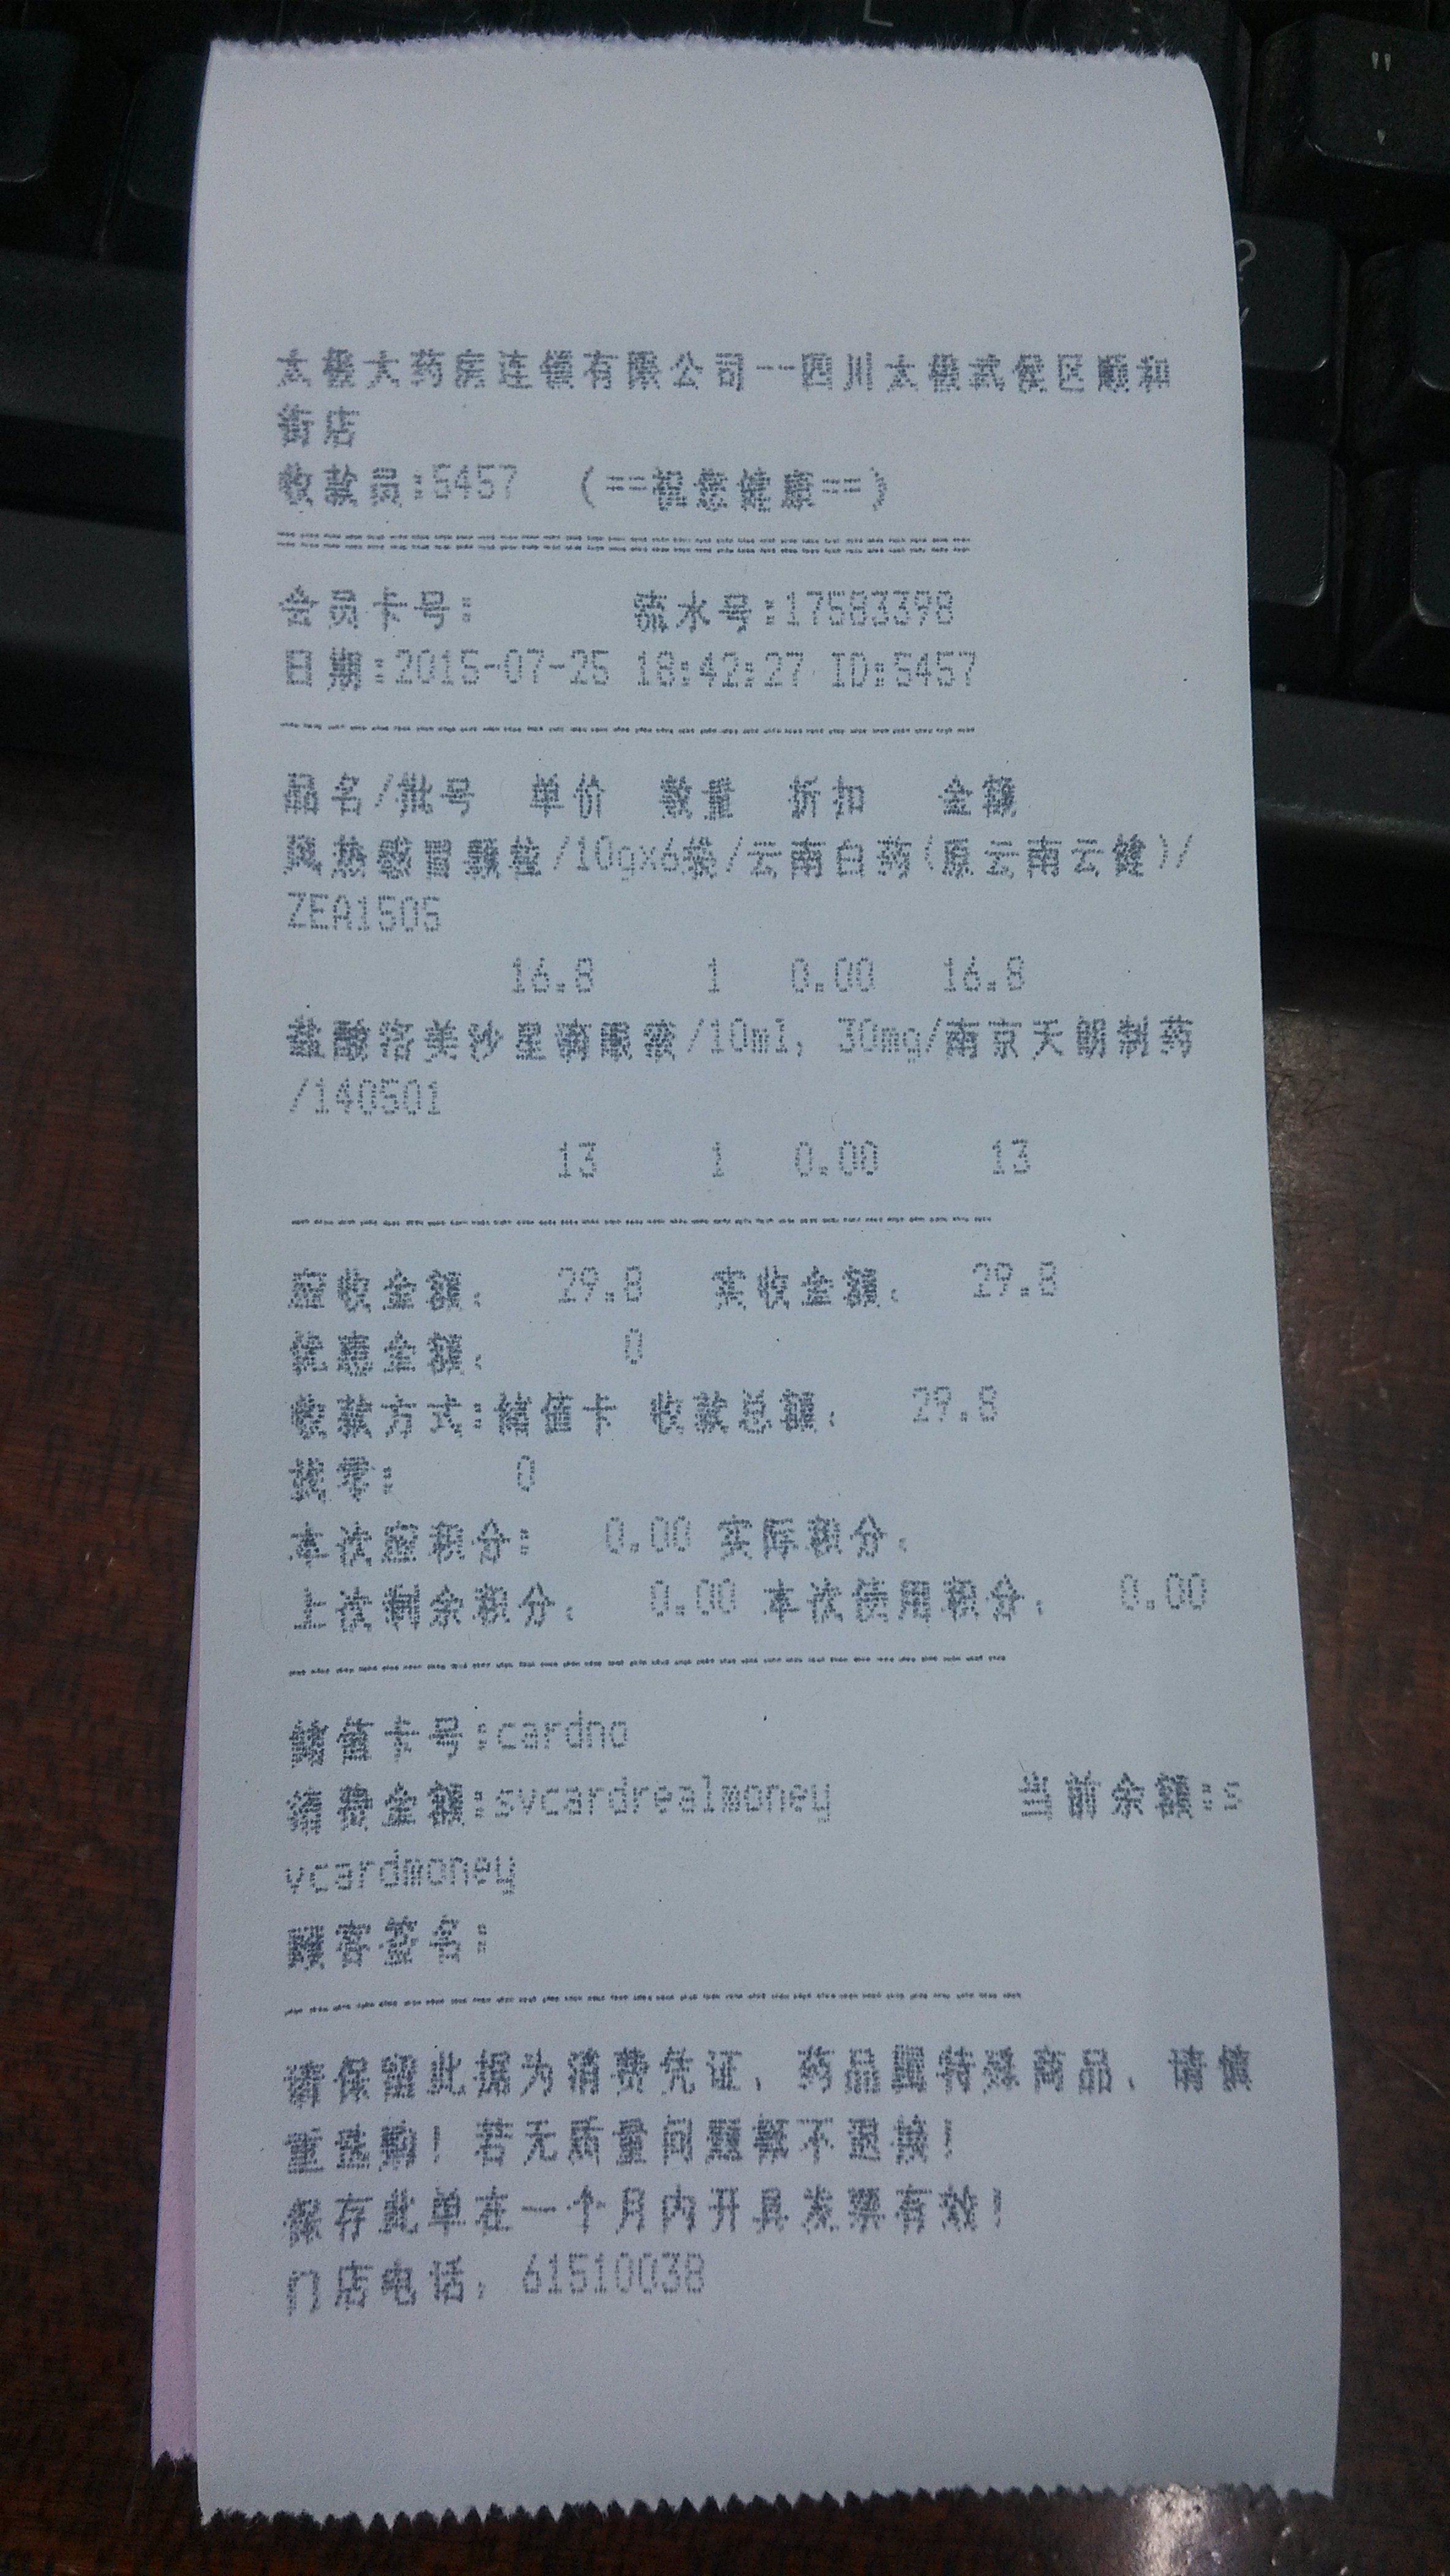 太极大药房连锁有限公司--四川太极武侯区顺和
街店
收款员:5457 (==祝您健康==)
会员卡号: 流水号:17583398
日期:2015-07-25 18:42:27 ID:5457
品名/批号 单价 数量 折加 金额
风热感冒颗粒/10gx6袋/云南白药(原云南云健)/
ZEA1505
16.8 1 0.00 16.8
盐酸洛美沙星滴眼液/10ml, 30mg/南京天朗制药
/140501
13 1 0.00 13
应收金额: 29.8 实收金额: 29.8
优惠金额: 0
收款方式:储值卡 收款总额: 29.8
找零: 0
本次应积分: 0.00 实际积分:
上次剩余积分: 0.00 本次使用积分: 0.00
储值卡号:cardno
消费金额:svcardrealmoney 当前余额:s
vcardmoney
顾客签名:
请保留此据为消费凭证, 药品属特殊商品, 请慎
重选购! 若无质量问题概不退换!
保存此单在一个月内开具发票有效!
门店电话: 61510038
L
"
'
?
/